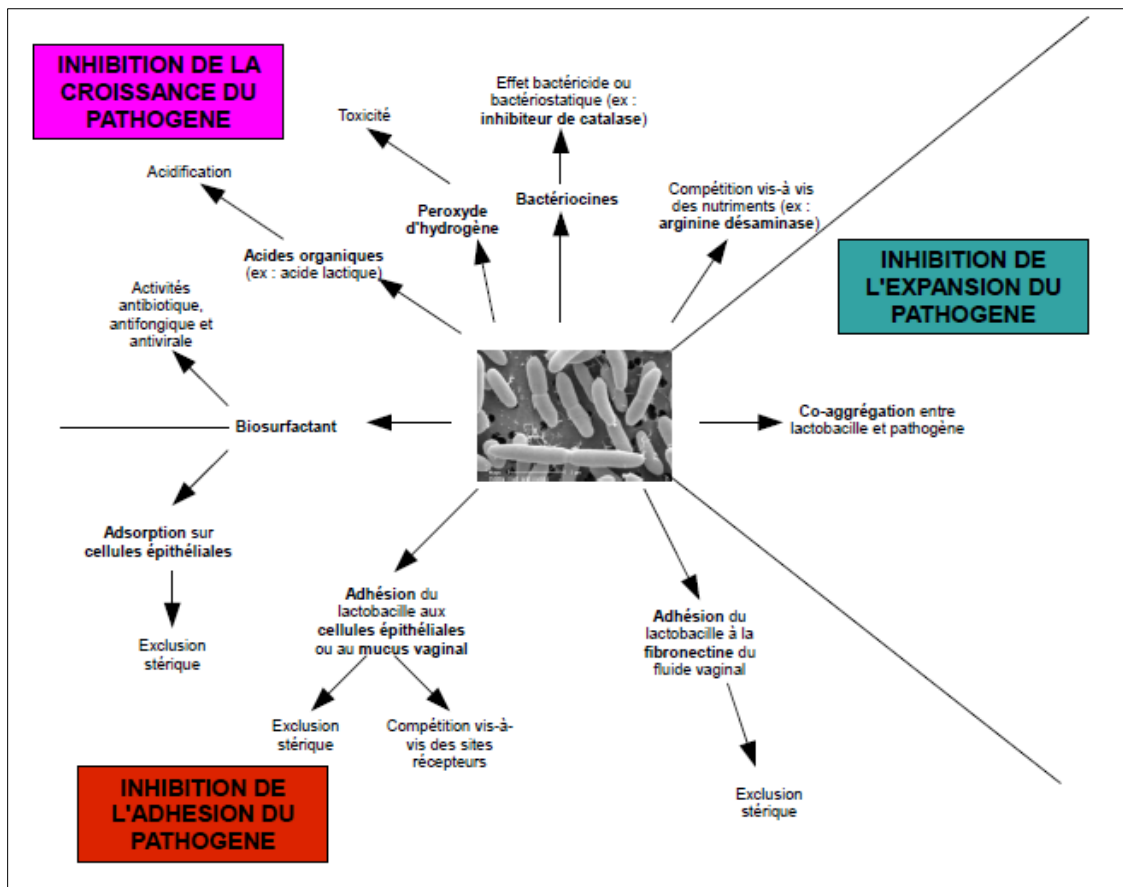 INHIBITION DE LA
CROISSANCE DU
PATHOGENE
Effet bactéricide ou
bactériostatique (ex :
inhibiteur de catalase)
Toxicité
Acidification
Bactériocines
Compétition vis-à vis
des nutriments (ex :
arginine désaminase)
Peroxyde
d'hydrogène
Acides organiques
(ex : acide lactique)
INHIBITION DE
L'EXPANSION DU
PATHOGENE
Activités
antibiotique,
antifongique et
antivirale
Biosurfactant
Co-aggrégation entre
lactobacille et pathogène
Adsorption sur
cellules épithéliales
Exclusion
stérique
Adhésion du
lactobacille aux
cellules épithéliales
ou au mucus vaginal
Exclusion
stérique
Compétition vis-à-
vis des sites
récepteurs
Adhésion du
lactobacille à la
fibronectine du
fluide vaginal
Exclusion
stérique
INHIBITION DE
L'ADHESION DU
PATHOGENE